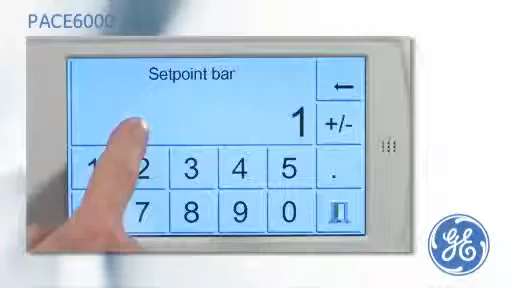 PACE6000
Setpoint bar
←
1 +/-
1 2 3 4 5 .
7 8 9 0
GE